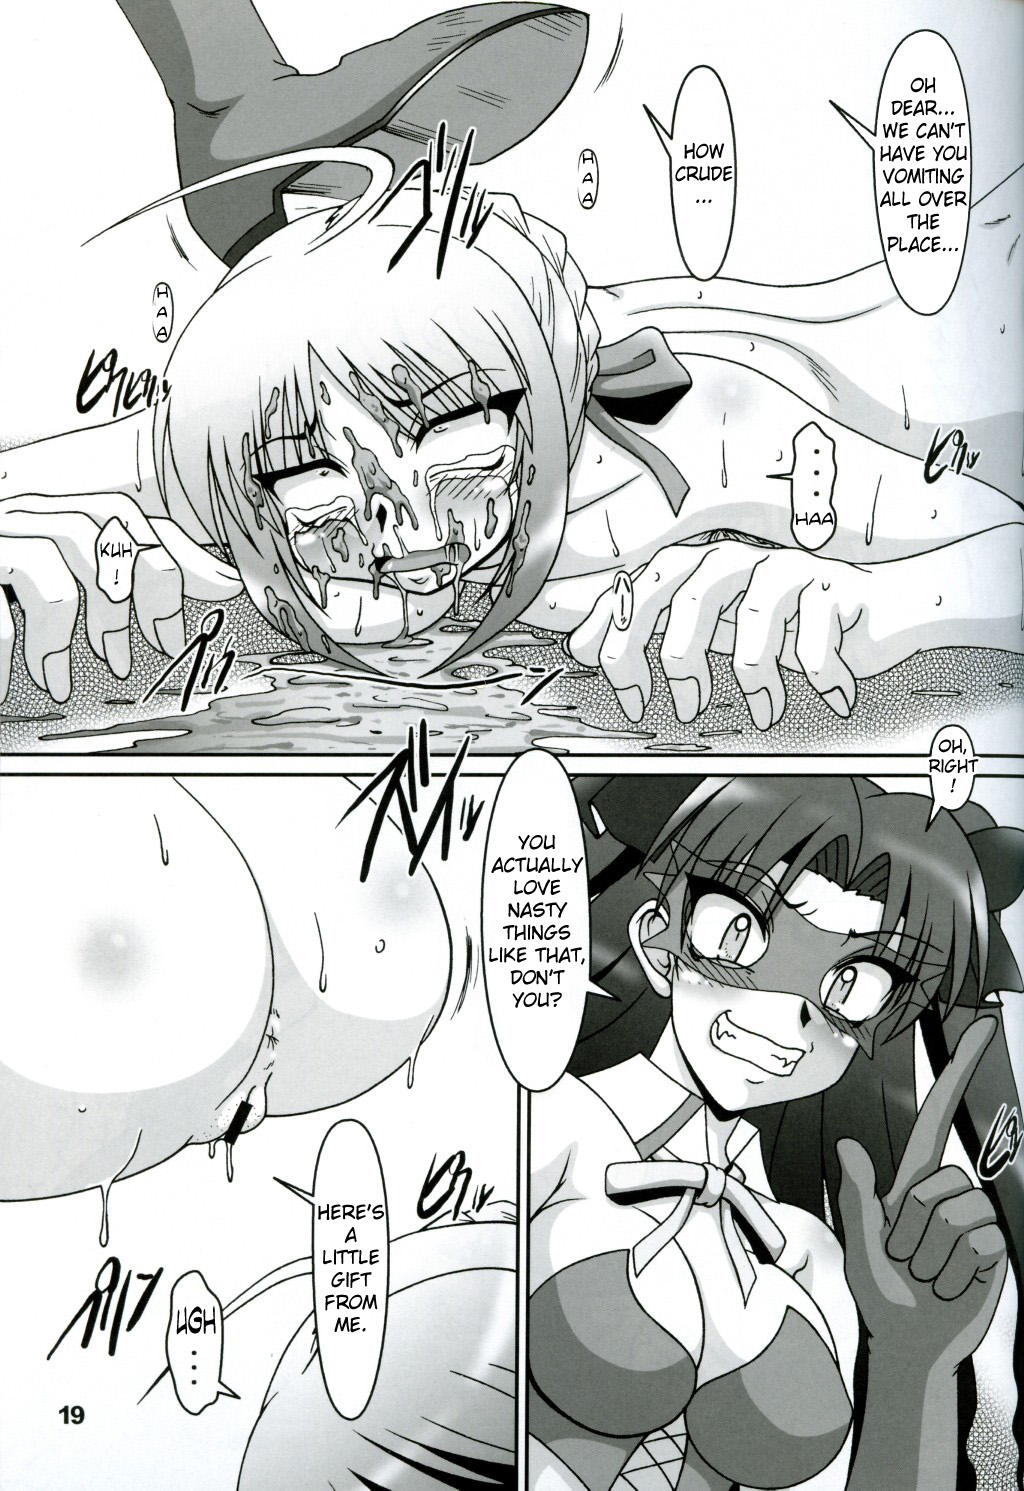 OH
DEAR...
WE CAN'T
HAVE YOU
VOMITING
ALL OVER
THE
PLACE...
HOW
CRUDE
...
HAA
HAA
....
HAA
KUH
!
OH,
RIGHT
!
YOU
ACTUALLY
LOVE
NASTY
THINGS
LIKE THAT,
DON'T
YOU?
HERE'S
A
LITTLE
GIFT
FROM
ME.
UGH
...
19